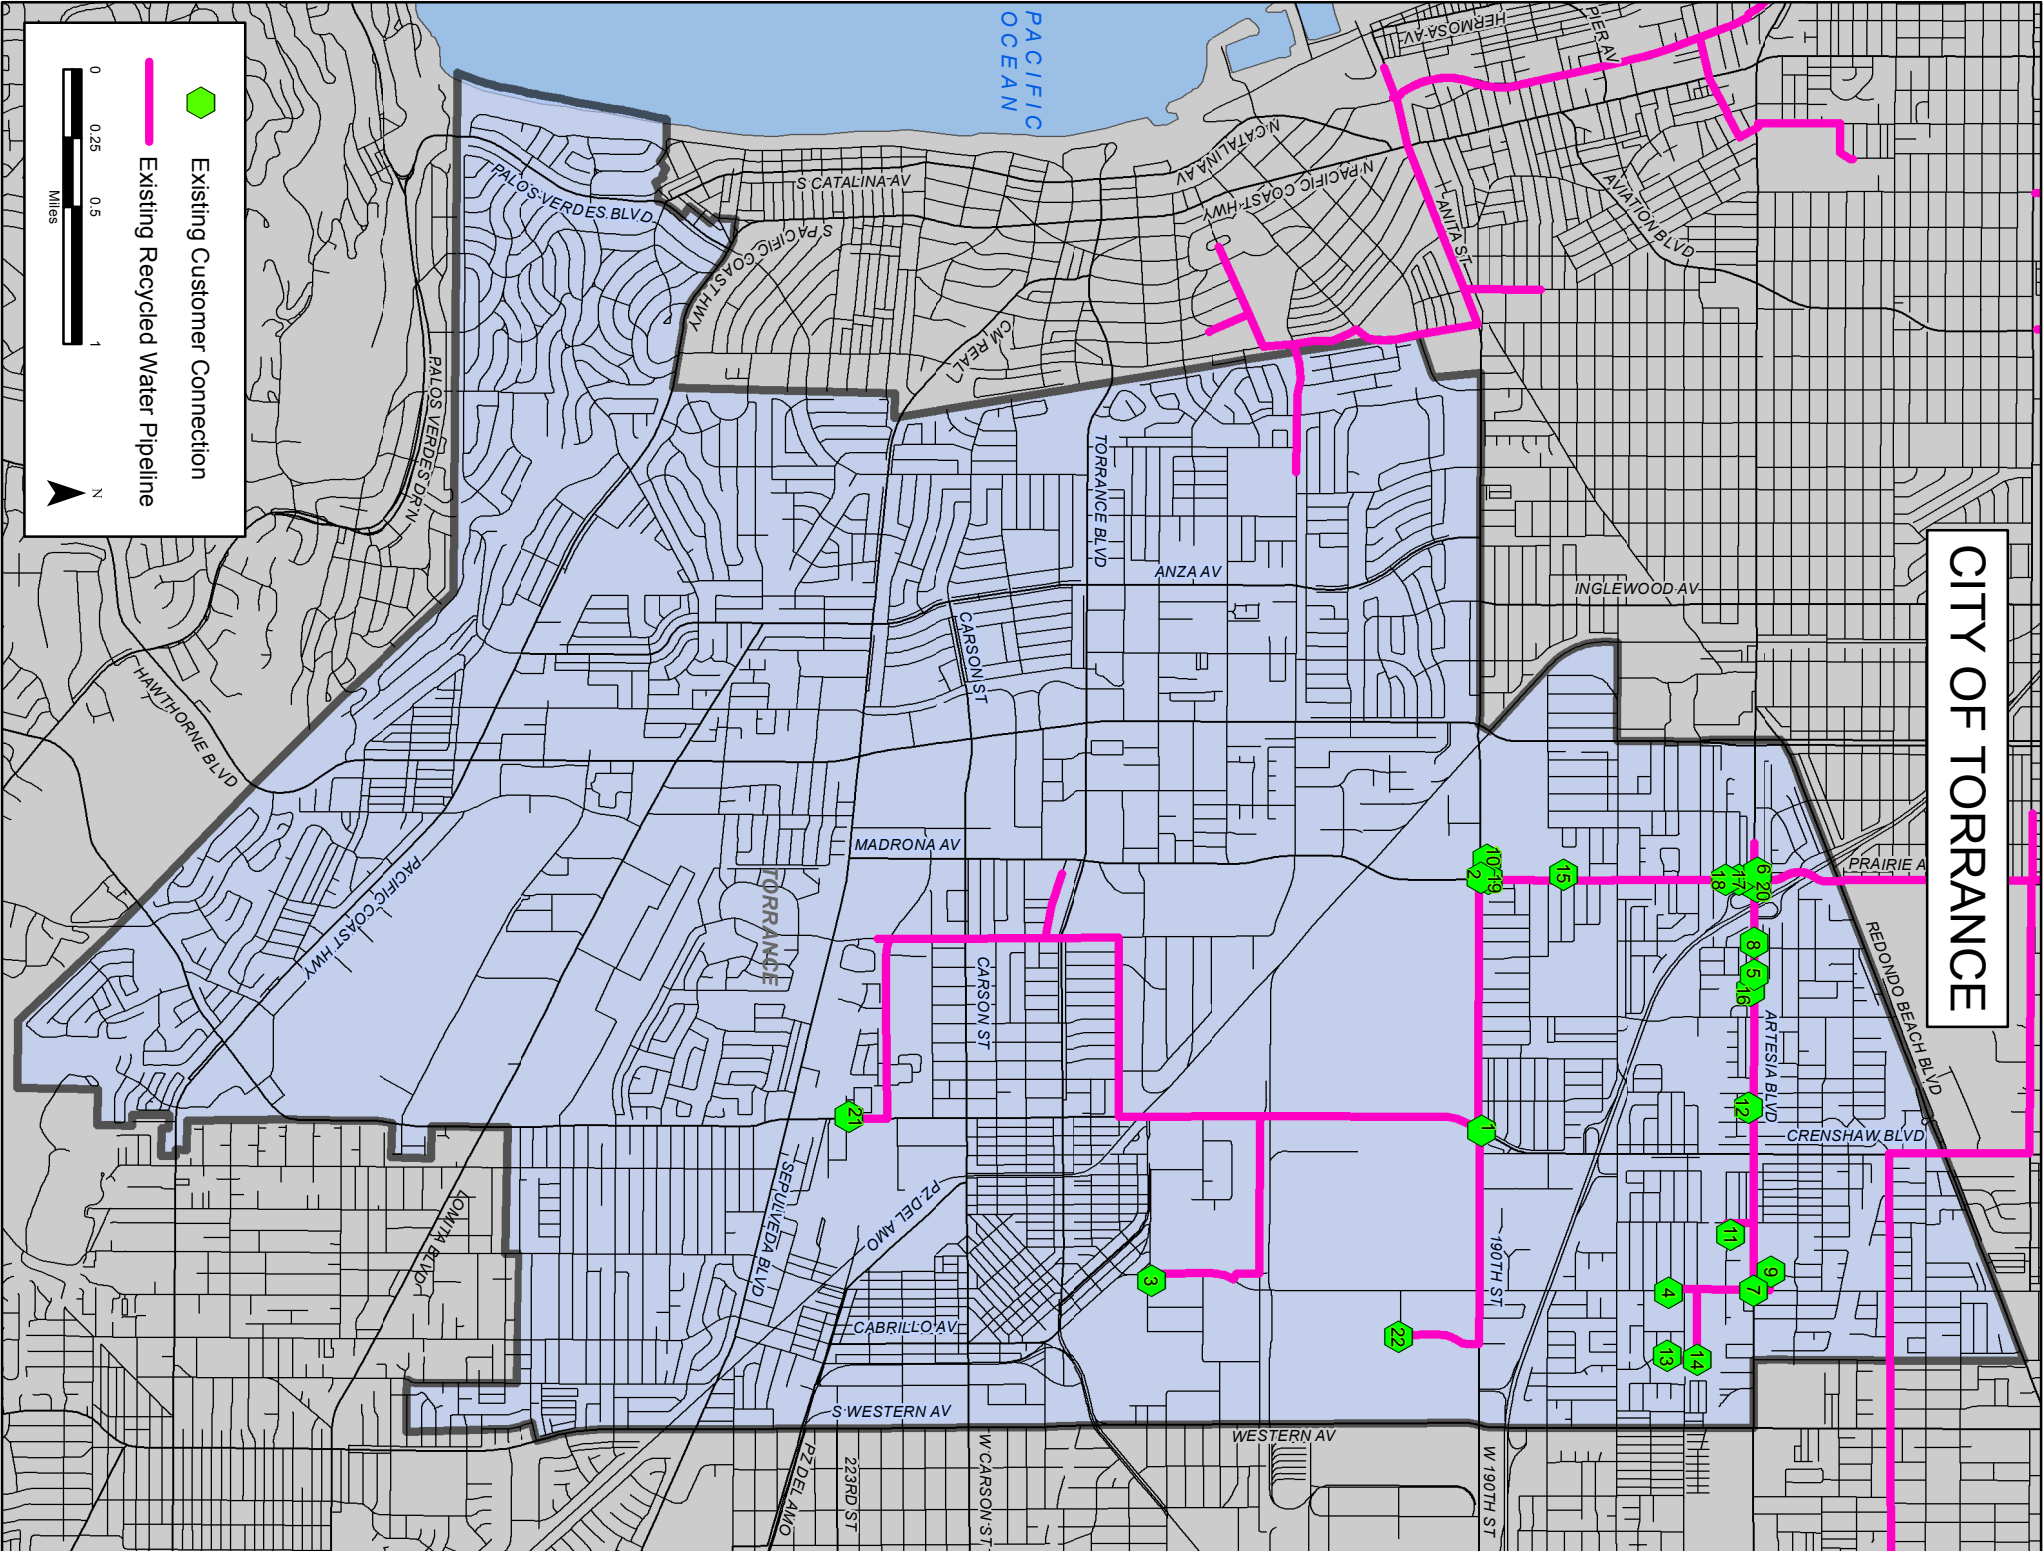 CITY OF TORRANCE
PACIFIC
OCEAN
HERMOSA AV
PIER AV
AVIATION BLVD
ANITA ST
N CATALINA AV
N PACIFIC COAST HWY
S CATALINA AV
S PACIFIC COAST HWY
PALOS VERDES BLVD
CM REAL
PALOS VERDES DR N
TORRANCE BLVD
ANZA AV
INGLEWOOD AV
CARSON ST
HAWTHORNE BLVD
MADRONA AV
PRAIRIE A
REDONDO BEACH BLVD
PACIFIC COAST HWY
TORRANCE
CARSON ST
ARTESIA BLVD
CRENSHAW BLVD
190TH ST
SEPULVEDA BLVD
PZ DEL AMO
LOMITA BLVD
CABRILLO AV
S WESTERN AV
WESTERN AV
PZ DEL AMO
223RD ST
W CARSON ST
W 190TH ST
10
19
2
15
18
17
6
20
8
5
16
12
1
21
11
9
7
4
3
22
13
14
Existing Customer Connection
Existing Recycled Water Pipeline
0 0.25 0.5 1
Miles
N